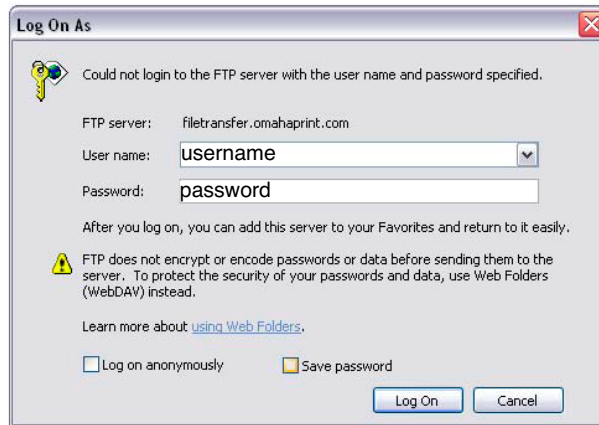 Log On As
Could not login to the FTP server with the user name and password specified.
FTP server: filetransfer.omahaprint.com
User name: username
Password: password
After you log on, you can add this server to your Favorites and return to it easily.
FTP does not encrypt or encode passwords or data before sending them to the
server. To protect the security of your passwords and data, use Web Folders
(WebDAV) instead.
Learn more about using Web Folders.
Log on anonymously Save password
Log On Cancel